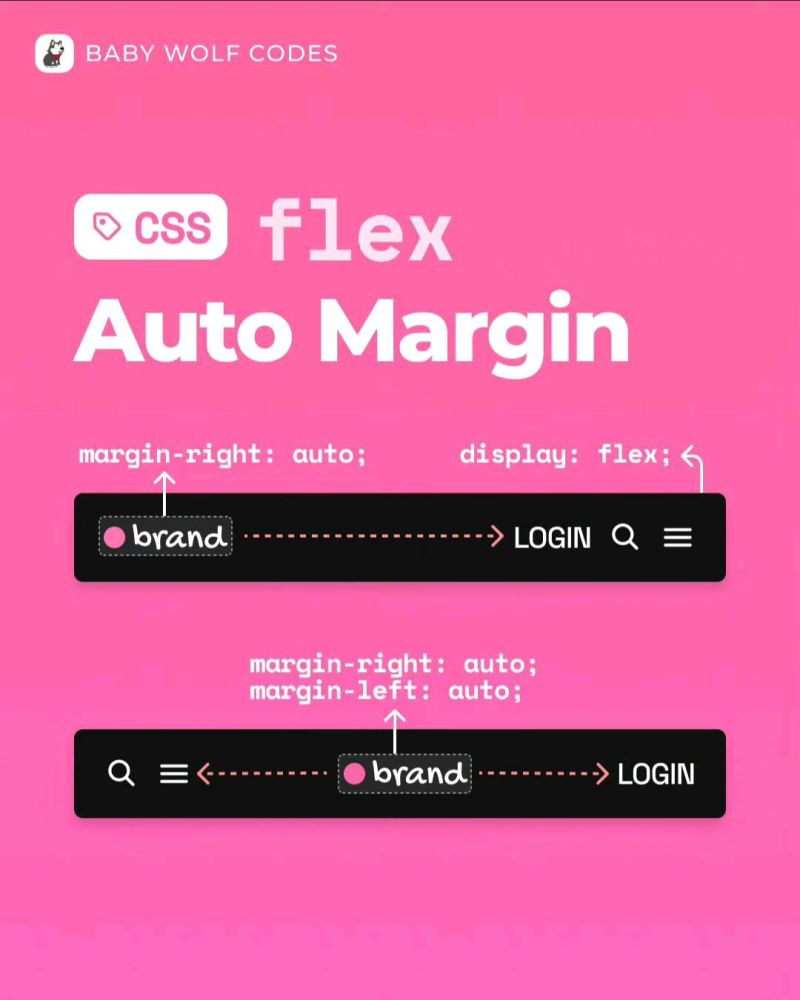 BABY WOLF CODES
CSS flex
Auto Margin
margin-right: auto; display: flex;
brand LOGIN
margin-right: auto;
margin-left: auto;
brand LOGIN